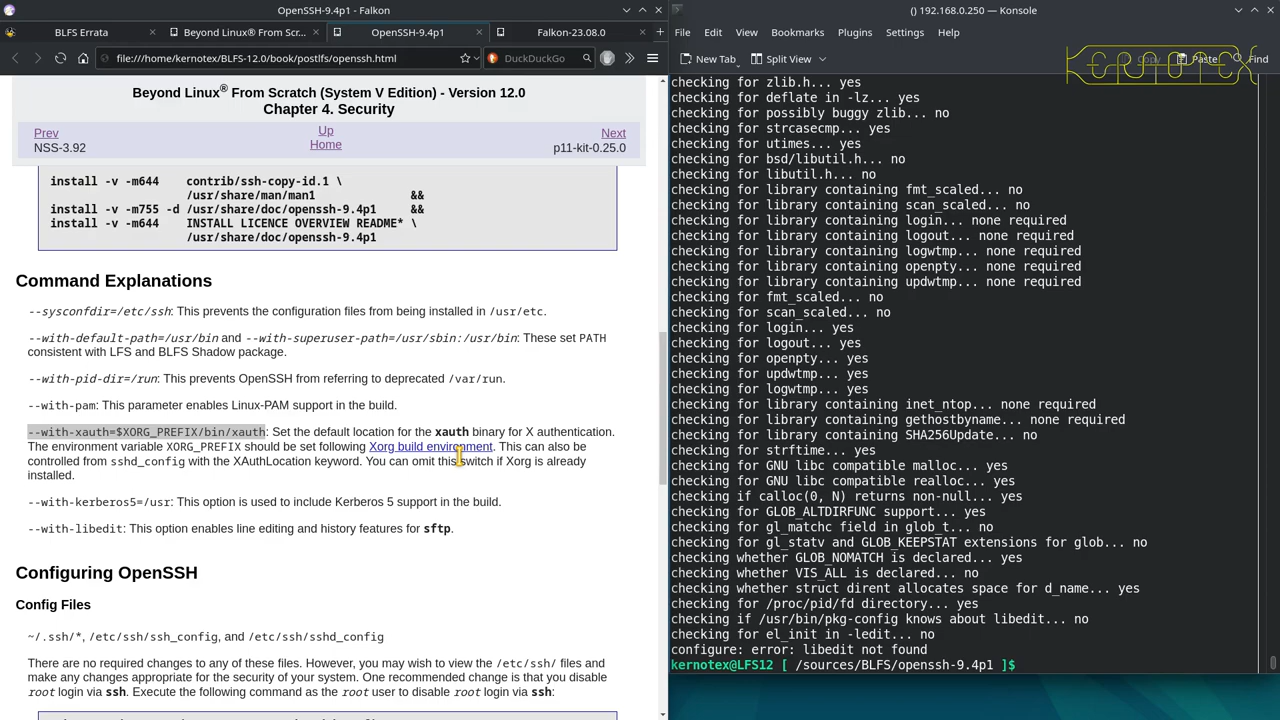 OpenSSH-9.4p1 - Falkon
BLFS Errata
Beyond Linux® From Scr...
OpenSSH-9.4p1
Falkon-23.08.0
file:///home/kernotex/BLFS-12.0/book/postlfs/openssh.html
DuckDuckGo
Beyond Linux® From Scratch (System V Edition) - Version 12.0
Chapter 4. Security
Prev Up Next
NSS-3.92 Home p11-kit-0.25.0
install -v -m644 contrib/ssh-copy-id.1 \
/usr/share/man/man1 &&
install -v -m755 -d /usr/share/doc/openssh-9.4p1 &&
install -v -m644 INSTALL LICENCE OVERVIEW README* \
/usr/share/doc/openssh-9.4p1
Command Explanations
--sysconfdir=/etc/ssh: This prevents the configuration files from being installed in /usr/etc.
--with-default-path=/usr/bin and --with-superuser-path=/usr/sbin:/usr/bin: These set PATH
consistent with LFS and BLFS Shadow package.
--with-pid-dir=/run: This prevents OpenSSH from referring to deprecated /var/run.
--with-pam: This parameter enables Linux-PAM support in the build.
--with-xauth=$XORG_PREFIX/bin/xauth: Set the default location for the xauth binary for X authentication.
The environment variable XORG_PREFIX should be set following Xorg build environment. This can also be
controlled from sshd_config with the XAuthLocation keyword. You can omit this switch if Xorg is already
installed.
--with-kerberos5=/usr: This option is used to include Kerberos 5 support in the build.
--with-libedit: This option enables line editing and history features for sftp.
Configuring OpenSSH
Config Files
~/.ssh/*, /etc/ssh/ssh_config, and /etc/ssh/sshd_config
There are no required changes to any of these files. However, you may wish to view the /etc/ssh/ files and
make any changes appropriate for the security of your system. One recommended change is that you disable
root login via ssh. Execute the following command as the root user to disable root login via ssh:
() 192.168.0.250 — Konsole
File Edit View Bookmarks Plugins Settings Help
New Tab Split View Copy Paste Find
KERNOTEX
checking for zlib.h... yes
checking for deflate in -lz... yes
checking for possibly buggy zlib... no
checking for strcasecmp... yes
checking for utimes... yes
checking for bsd/libutil.h... no
checking for libutil.h... no
checking for library containing fmt_scaled... no
checking for library containing scan_scaled... no
checking for library containing login... none required
checking for library containing logout... none required
checking for library containing logwtmp... none required
checking for library containing openpty... none required
checking for library containing updwtmp... none required
checking for fmt_scaled... no
checking for scan_scaled... no
checking for login... yes
checking for logout... yes
checking for openpty... yes
checking for updwtmp... yes
checking for logwtmp... yes
checking for library containing inet_ntop... none required
checking for library containing gethostbyname... none required
checking for library containing SHA256Update... no
checking for strftime... yes
checking for GNU libc compatible malloc... yes
checking for GNU libc compatible realloc... yes
checking if calloc(0, N) returns non-null... yes
checking for GLOB_ALTDIRFUNC support... yes
checking for gl_matchc field in glob_t... no
checking for gl_statv and GLOB_KEEPSTAT extensions for glob... no
checking whether GLOB_NOMATCH is declared... yes
checking whether VIS_ALL is declared... no
checking whether struct dirent allocates space for d_name... yes
checking for /proc/pid/fd directory... yes
checking if /usr/bin/pkg-config knows about libedit... no
checking for el_init in -ledit... no
configure: error: libedit not found
kernotex@LFS12 [ /sources/BLFS/openssh-9.4p1 ]$